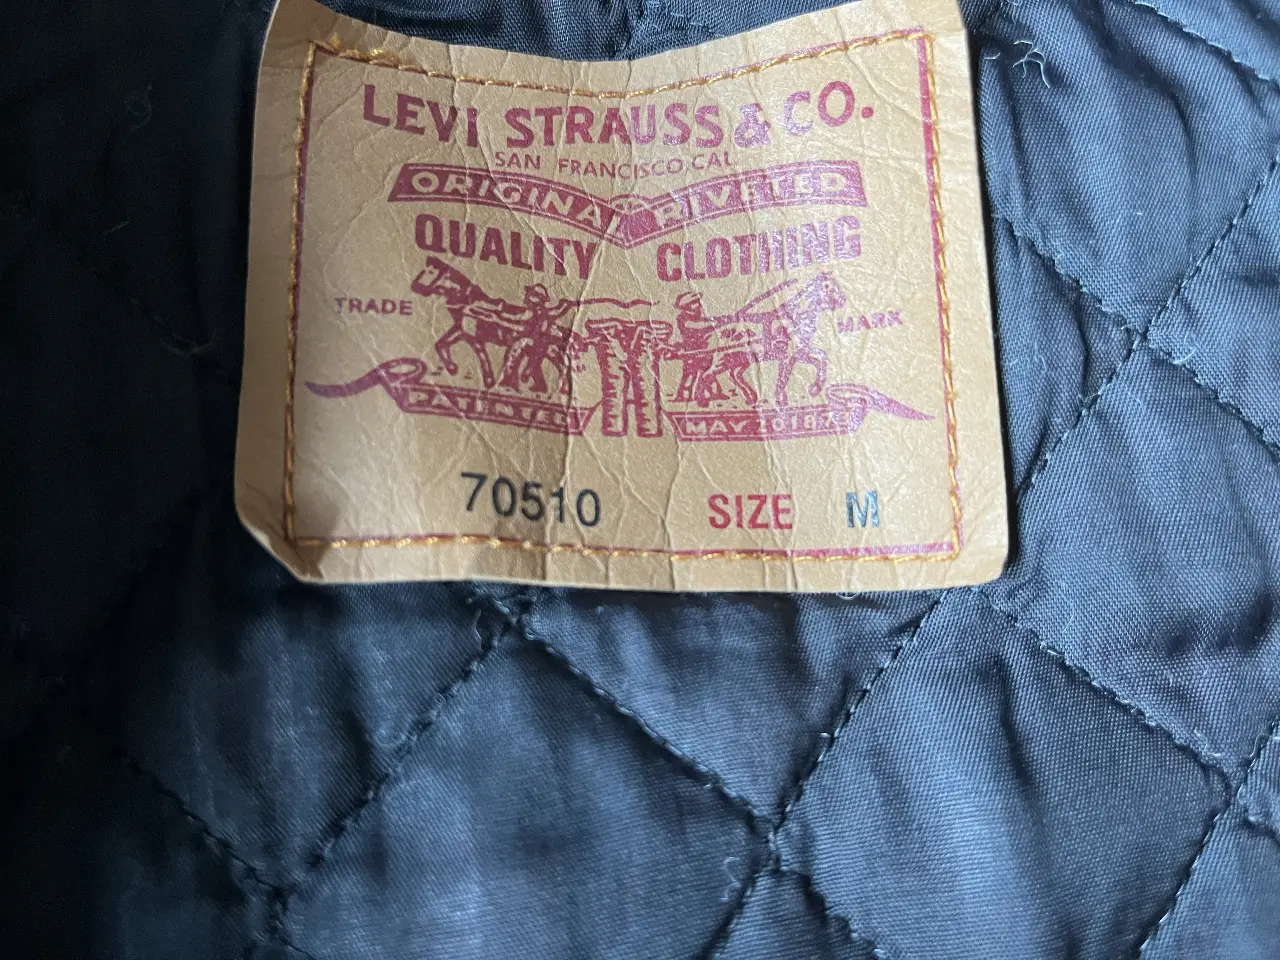 LEVI STRAUSS & CO.
SAN FRANCISCO, CAL
ORIGINAL RIVETED
QUALITY CLOTHING
TRADE MARK
PATENTED MAY 20 1873
70510 SIZE M